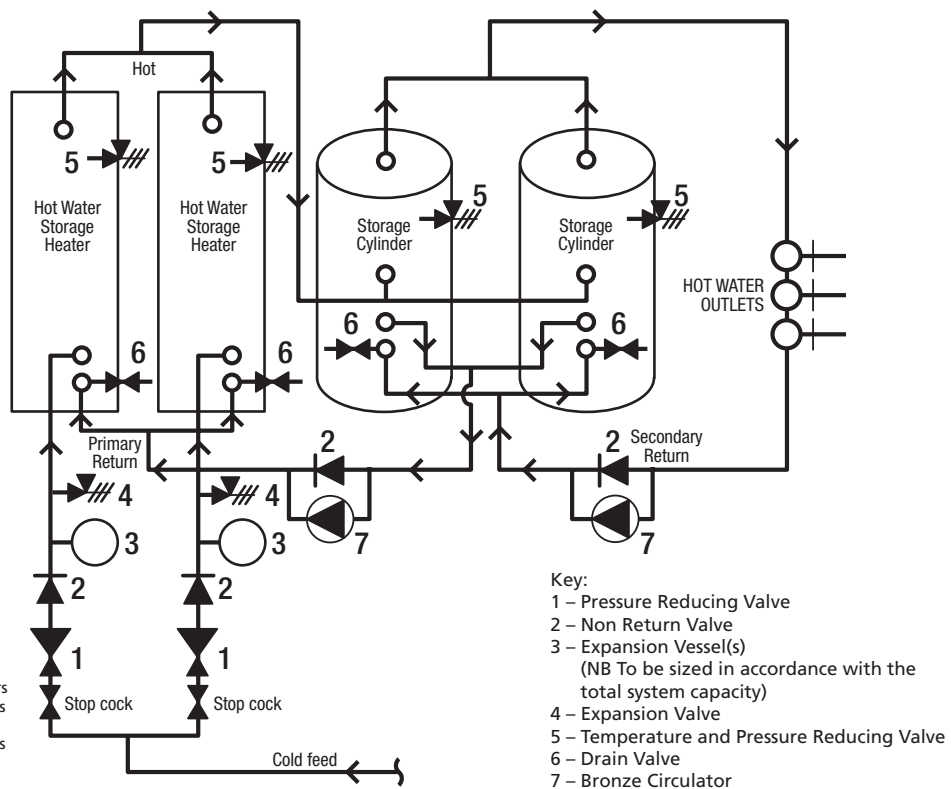 Hot
5
5
5
5
Hot Water
Storage
Heater
Hot Water
Storage
Heater
Storage
Cylinder
Storage
Cylinder
HOT WATER
OUTLETS
6
6
6
6
Primary
Return
2
2
Secondary
Return
4
4
3
3
7
7
2
2
1
1
Stop cock
Stop cock
Cold feed
Key:
1 – Pressure Reducing Valve
2 – Non Return Valve
3 – Expansion Vessel(s)
(NB To be sized in accordance with the
total system capacity)
4 – Expansion Valve
5 – Temperature and Pressure Reducing Valve
6 – Drain Valve
7 – Bronze Circulator